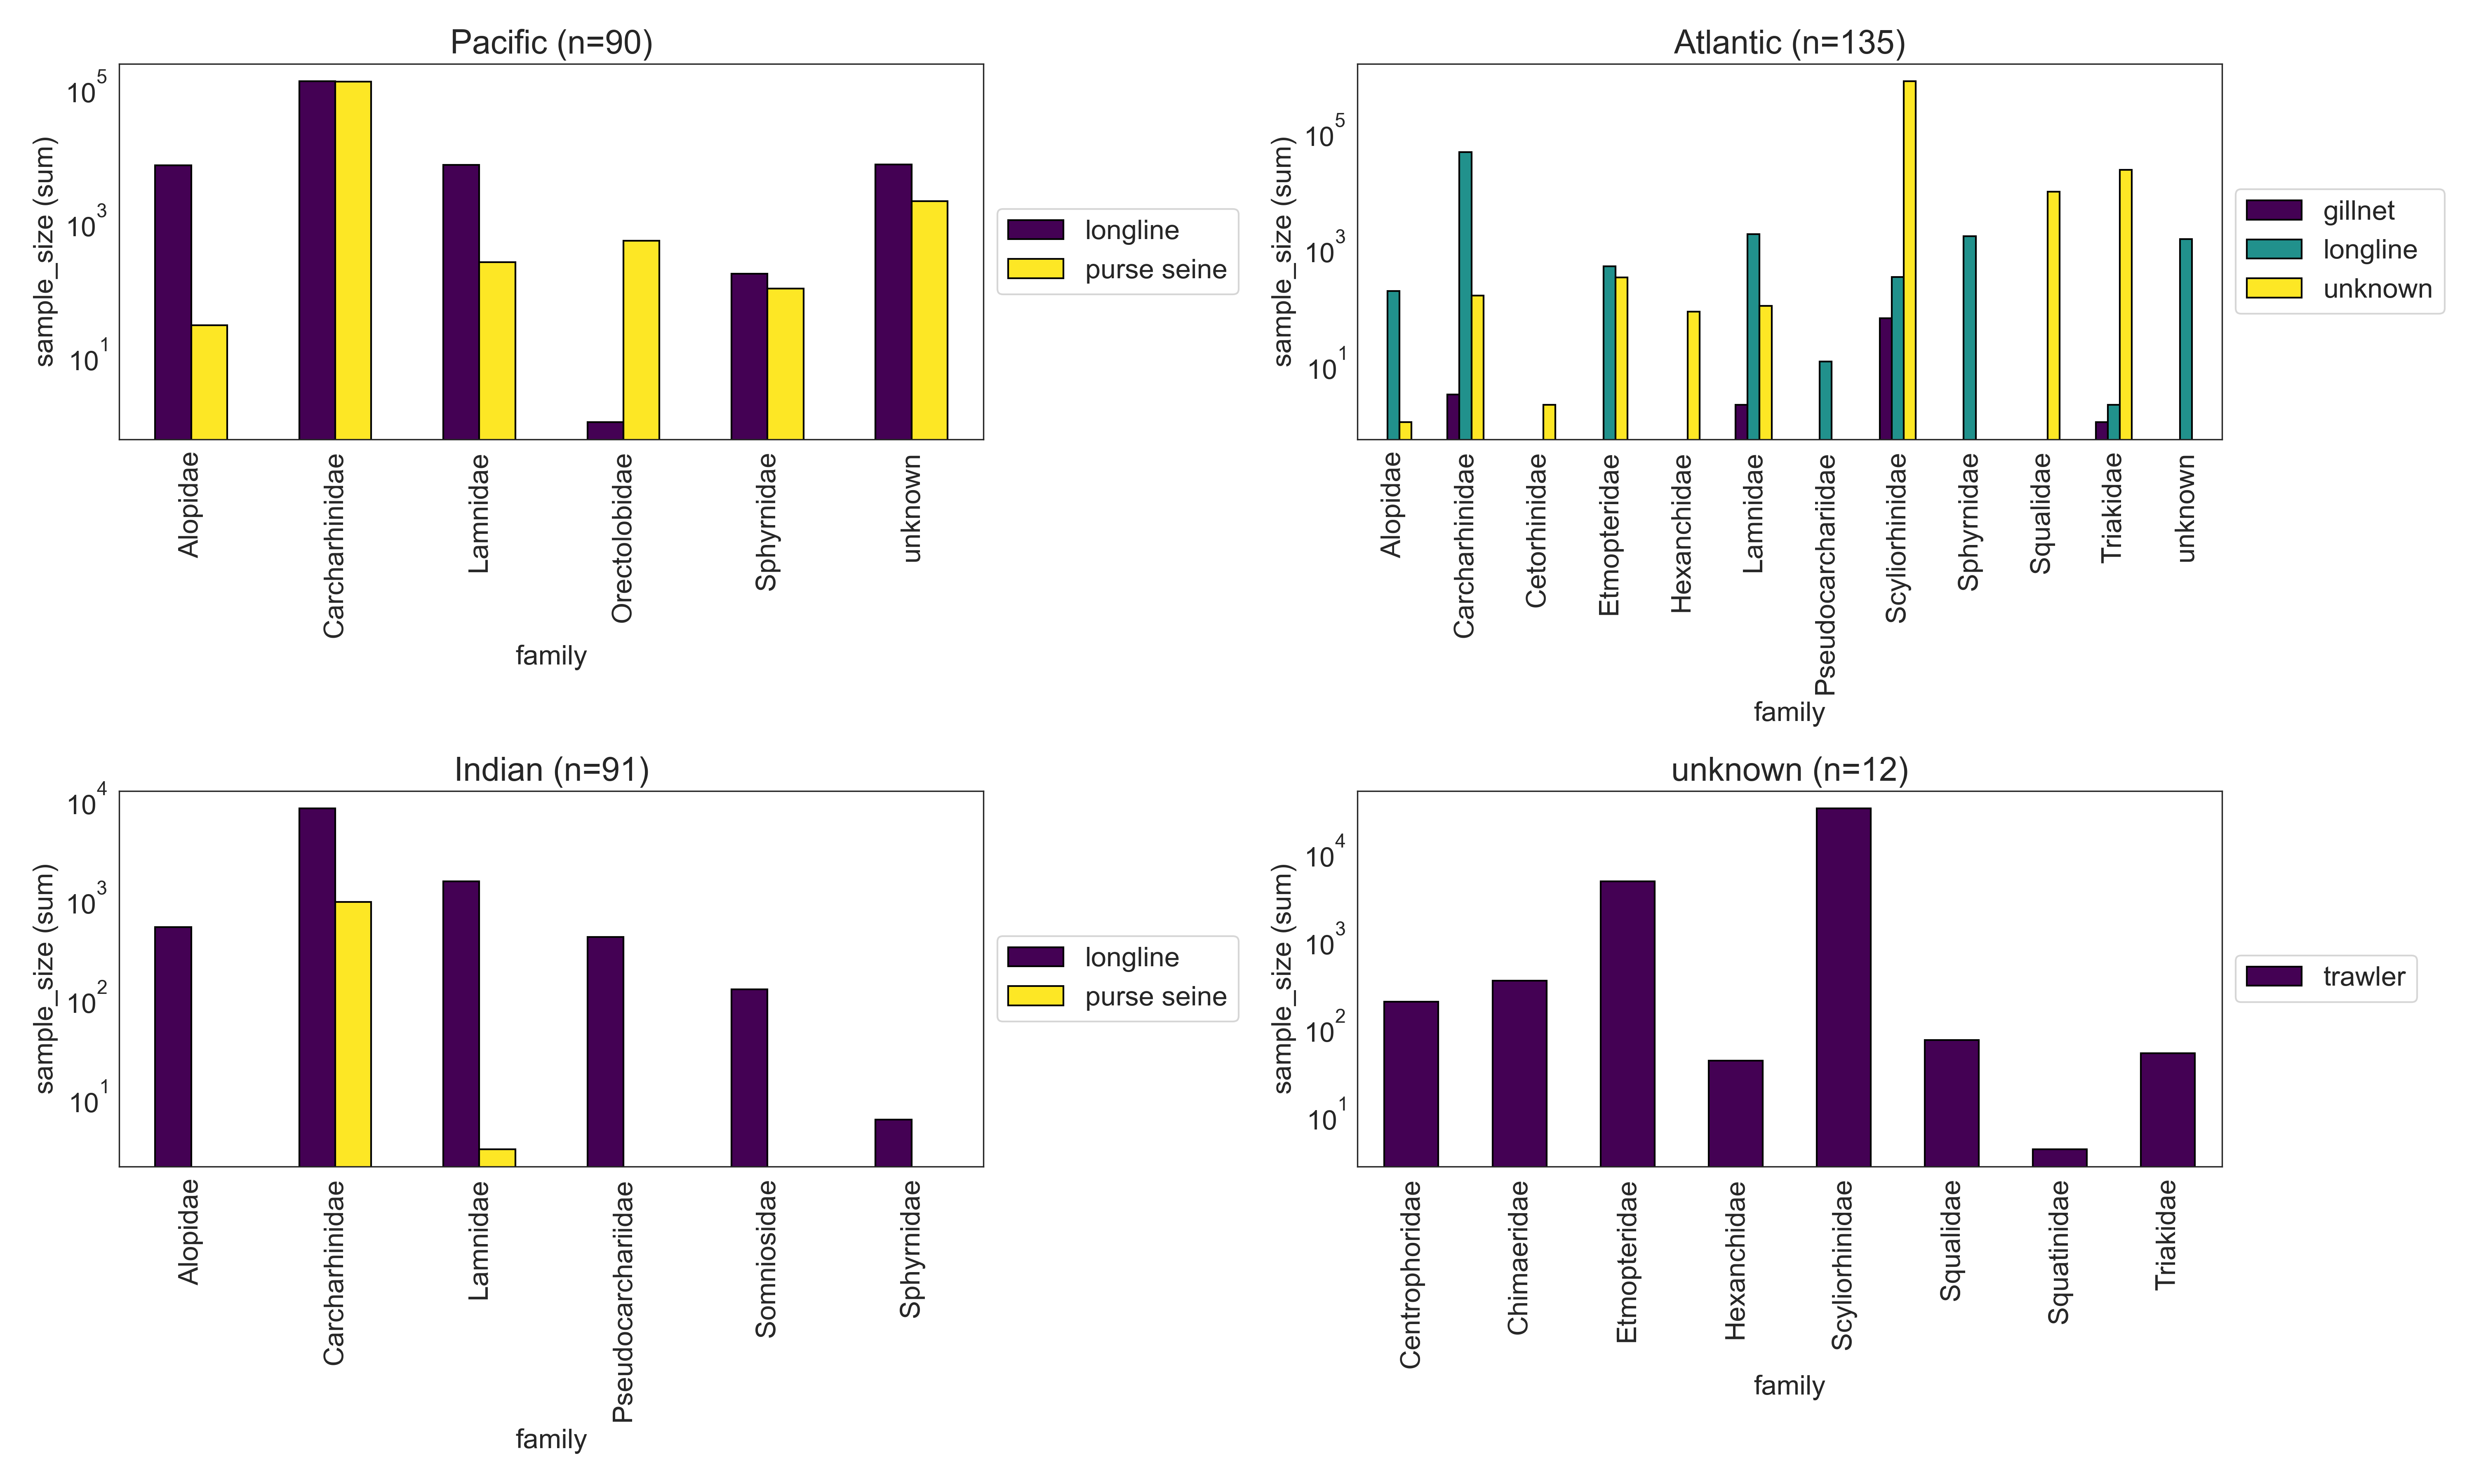 Pacific (n=90)
sample_size (sum)
10^5
10^3
10^1
Alopidae
Carcharhinidae
Lamnidae
Orectolobidae
Sphyrnidae
unknown
family
longline
purse seine
Atlantic (n=135)
sample_size (sum)
10^5
10^3
10^1
Alopidae
Carcharhinidae
Cetorhinidae
Etmopteridae
Hexanchidae
Lamnidae
Pseudocarchariidae
Scyliorhinidae
Sphyrnidae
Squalidae
Triakidae
unknown
family
gillnet
longline
unknown
Indian (n=91)
sample_size (sum)
10^4
10^3
10^2
10^1
Alopidae
Carcharhinidae
Lamnidae
Pseudocarchariidae
Somniosidae
Sphyrnidae
family
longline
purse seine
unknown (n=12)
sample_size (sum)
10^4
10^3
10^2
10^1
Centrophoridae
Chimaeridae
Etmopteridae
Hexanchidae
Scyliorhinidae
Squalidae
Squatinidae
Triakidae
family
trawler